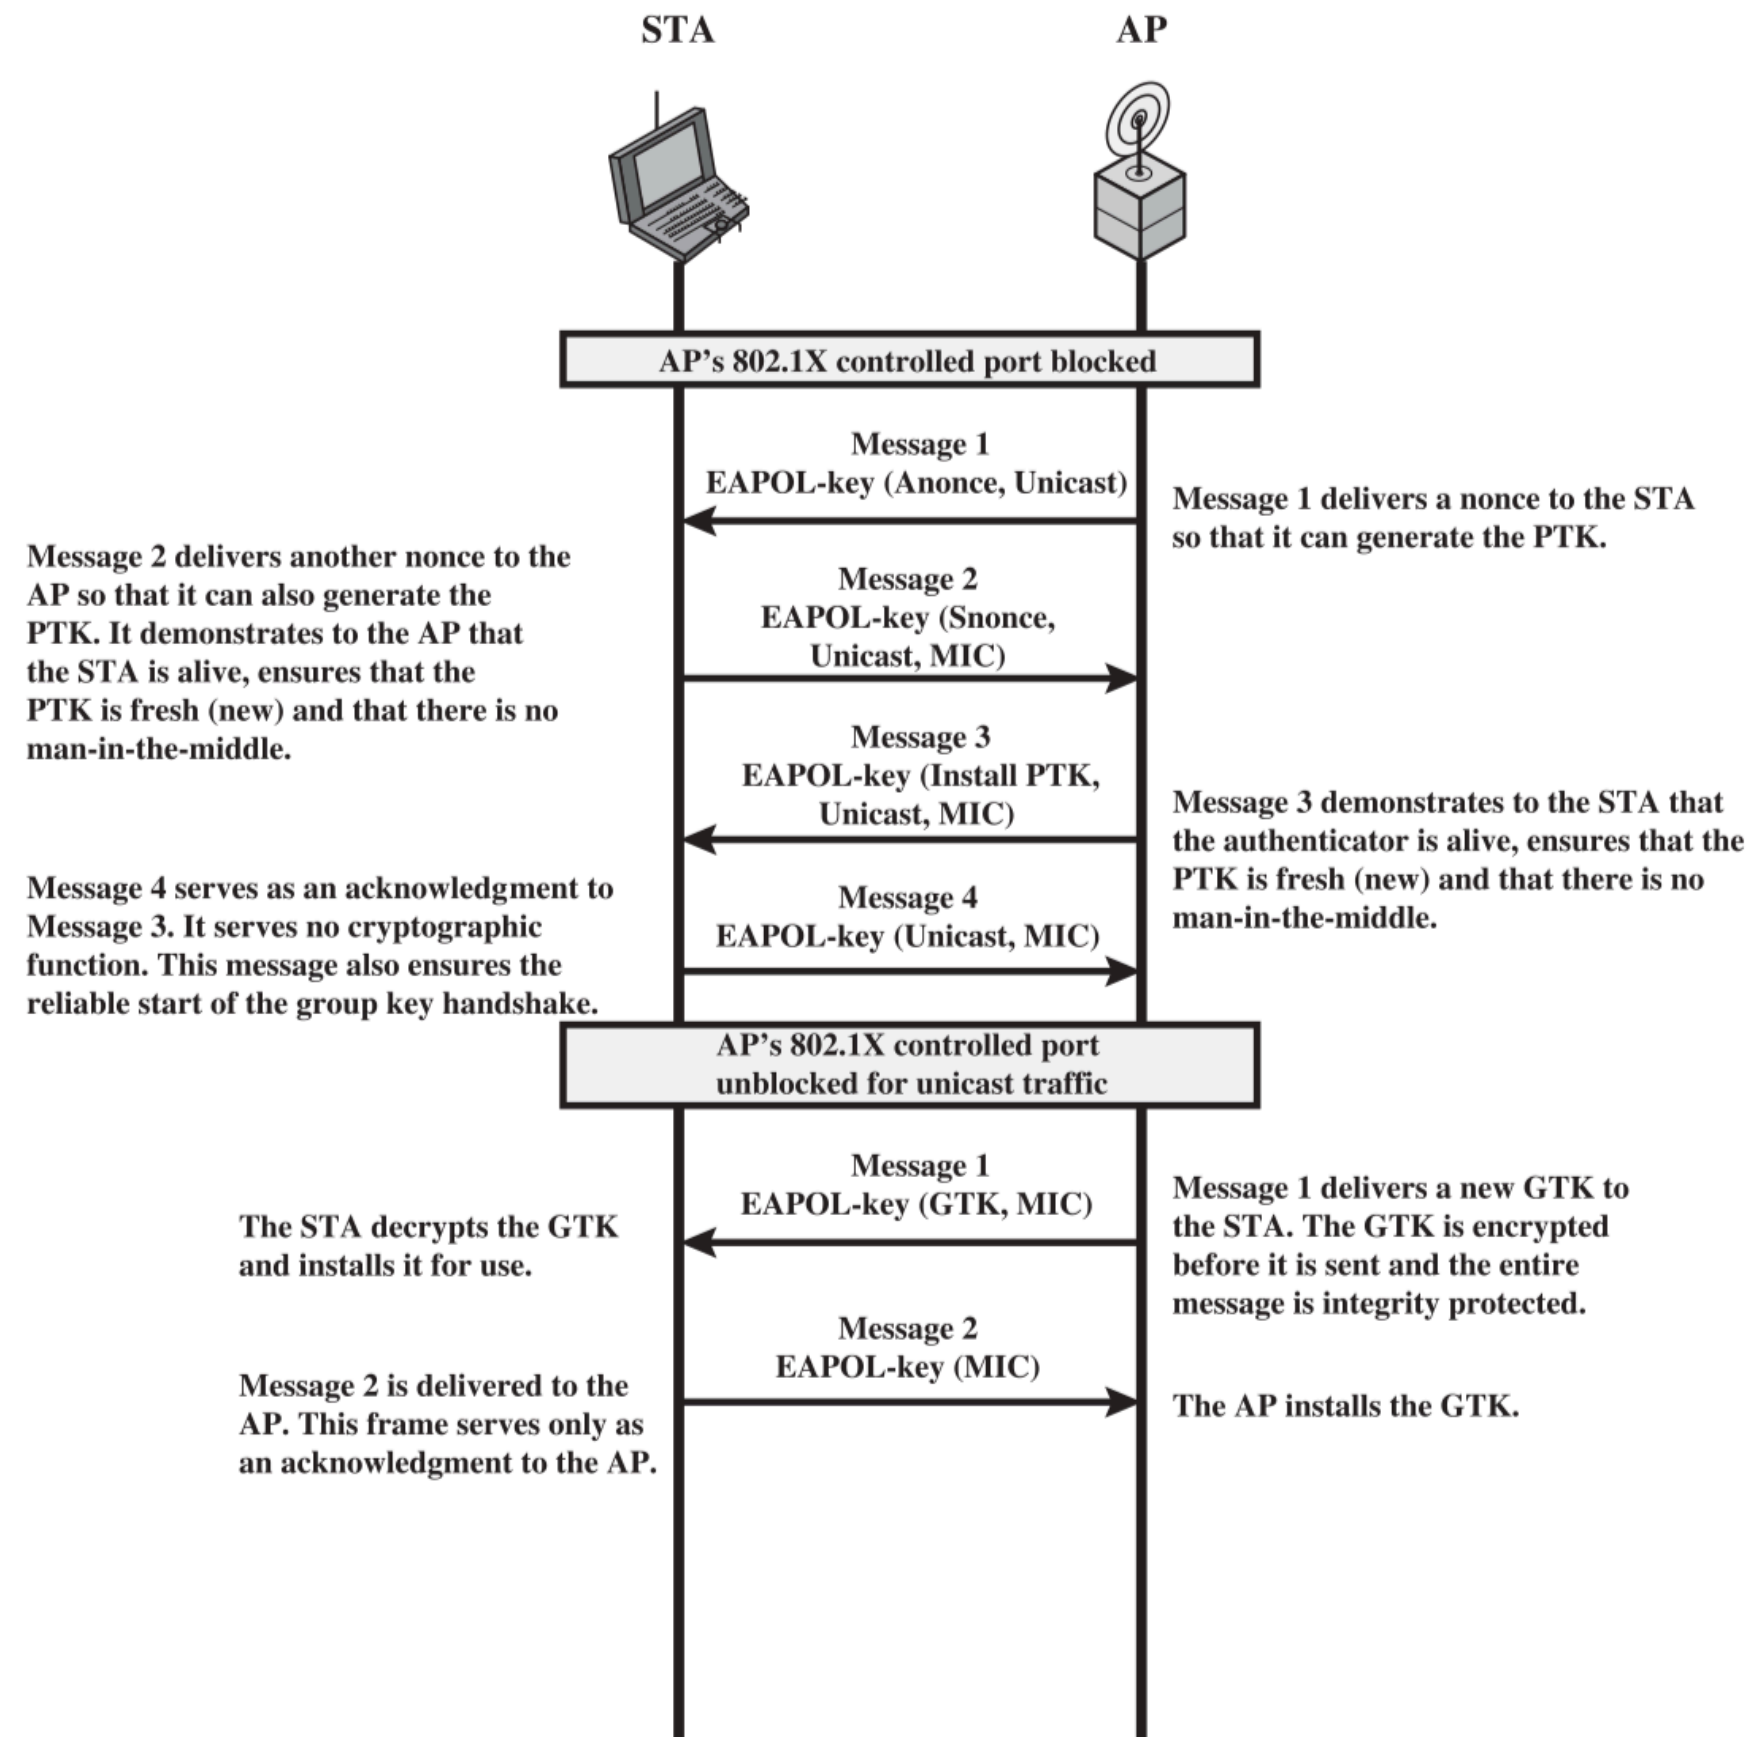 STA
AP
AP's 802.1X controlled port blocked
Message 1
EAPOL-key (Anonce, Unicast)
Message 1 delivers a nonce to the STA
so that it can generate the PTK.
Message 2 delivers another nonce to the
AP so that it can also generate the
PTK. It demonstrates to the AP that
the STA is alive, ensures that the
PTK is fresh (new) and that there is no
man-in-the-middle.
Message 2
EAPOL-key (Snonce,
Unicast, MIC)
Message 3
EAPOL-key (Install PTK,
Unicast, MIC)
Message 3 demonstrates to the STA that
the authenticator is alive, ensures that the
PTK is fresh (new) and that there is no
man-in-the-middle.
Message 4 serves as an acknowledgment to
Message 3. It serves no cryptographic
function. This message also ensures the
reliable start of the group key handshake.
Message 4
EAPOL-key (Unicast, MIC)
AP's 802.1X controlled port
unblocked for unicast traffic
Message 1
EAPOL-key (GTK, MIC)
Message 1 delivers a new GTK to
the STA. The GTK is encrypted
before it is sent and the entire
message is integrity protected.
The STA decrypts the GTK
and installs it for use.
Message 2
EAPOL-key (MIC)
Message 2 is delivered to the
AP. This frame serves only as
an acknowledgment to the AP.
The AP installs the GTK.